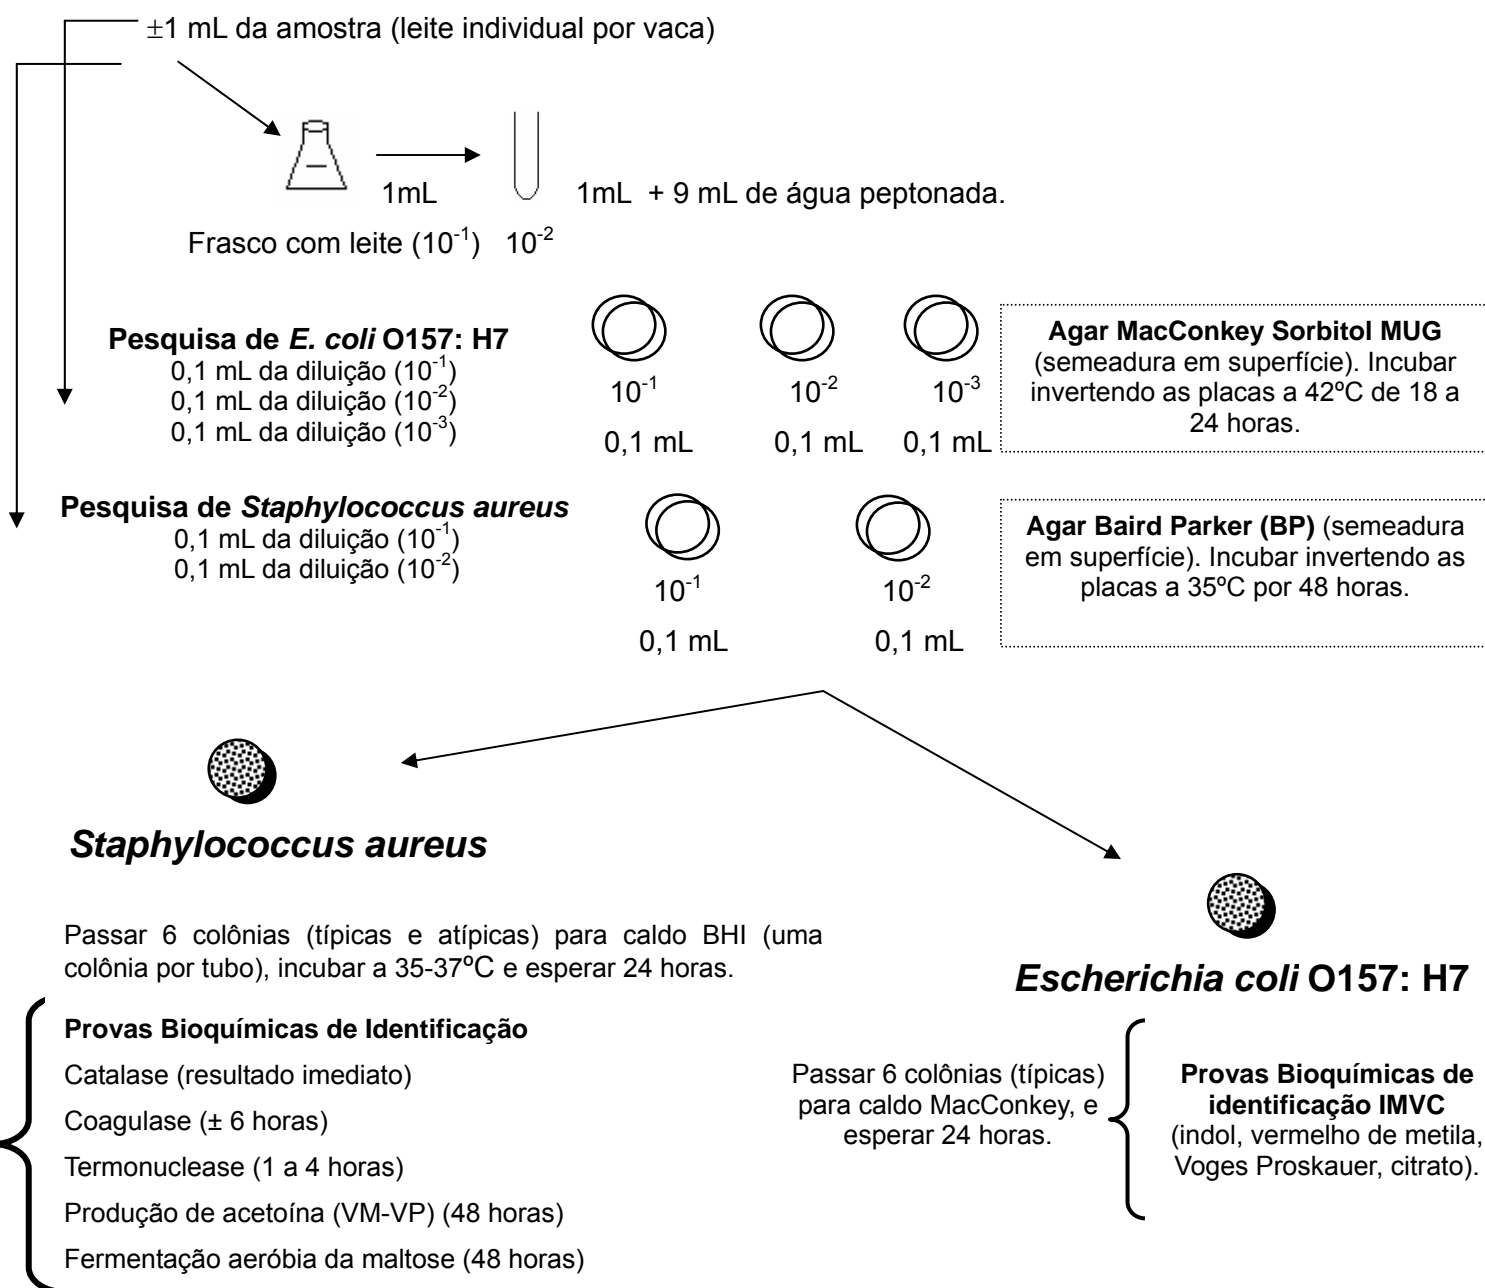 ±1 mL da amostra (leite individual por vaca)
1mL
1mL + 9 mL de água peptonada.
Frasco com leite (10⁻¹) 10⁻²
Pesquisa de E. coli O157: H7
0,1 mL da diluição (10⁻¹)
0,1 mL da diluição (10⁻²)
0,1 mL da diluição (10⁻³)
10⁻¹ 10⁻² 10⁻³
0,1 mL 0,1 mL 0,1 mL
Agar MacConkey Sorbitol MUG
(semeadura em superfície). Incubar
invertendo as placas a 42ºC de 18 a
24 horas.
Pesquisa de Staphylococcus aureus
0,1 mL da diluição (10⁻¹)
0,1 mL da diluição (10⁻²)
10⁻¹ 10⁻²
0,1 mL 0,1 mL
Agar Baird Parker (BP) (semeadura
em superfície). Incubar invertendo as
placas a 35ºC por 48 horas.
Staphylococcus aureus
Passar 6 colônias (típicas e atípicas) para caldo BHI (uma
colônia por tubo), incubar a 35-37ºC e esperar 24 horas.
Provas Bioquímicas de Identificação
Catalase (resultado imediato)
Coagulase (± 6 horas)
Termonuclease (1 a 4 horas)
Produção de acetoína (VM-VP) (48 horas)
Fermentação aeróbia da maltose (48 horas)
Escherichia coli O157: H7
Passar 6 colônias (típicas)
para caldo MacConkey, e
esperar 24 horas.
Provas Bioquímicas de
identificação IMVC
(indol, vermelho de metila,
Voges Proskauer, citrato).